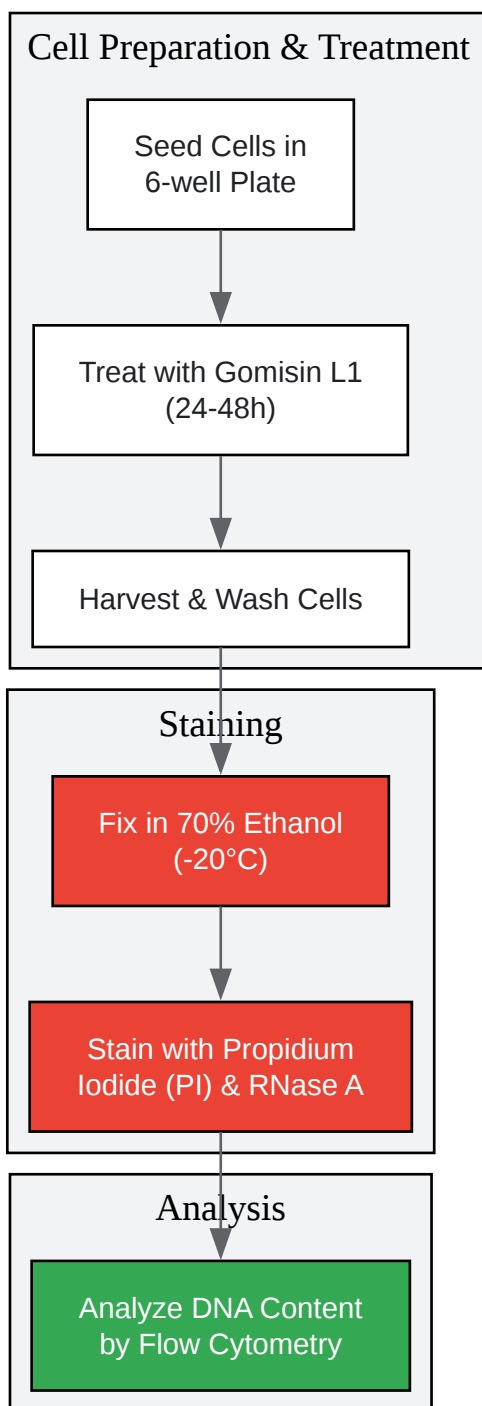 Cell Preparation & Treatment
Seed Cells in
6-well Plate
Treat with Gomisin L1
(24-48h)
Harvest & Wash Cells
Staining
Fix in 70% Ethanol
(-20°C)
Stain with Propidium
Iodide (PI) & RNase A
Analysis
Analyze DNA Content
by Flow Cytometry